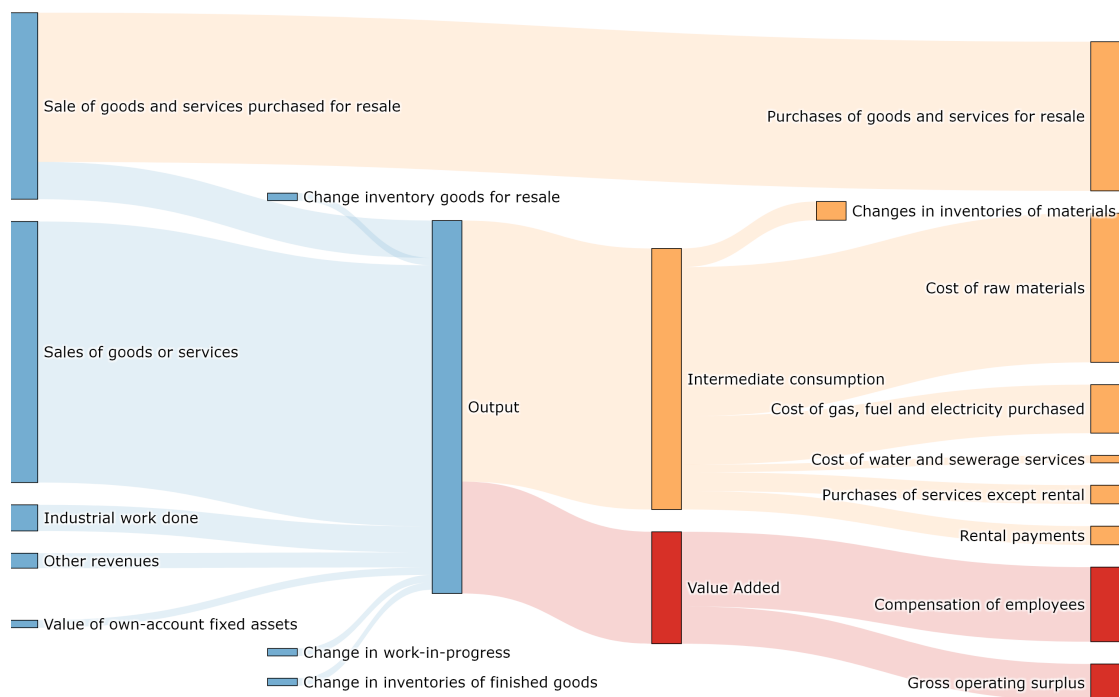 Sale of goods and services purchased for resale
Purchases of goods and services for resale
Change inventory goods for resale
Changes in inventories of materials
Cost of raw materials
Sales of goods or services
Intermediate consumption
Output
Cost of gas, fuel and electricity purchased
Cost of water and sewerage services
Purchases of services except rental
Industrial work done
Rental payments
Other revenues
Value Added
Compensation of employees
Value of own-account fixed assets
Change in work-in-progress
Change in inventories of finished goods
Gross operating surplus